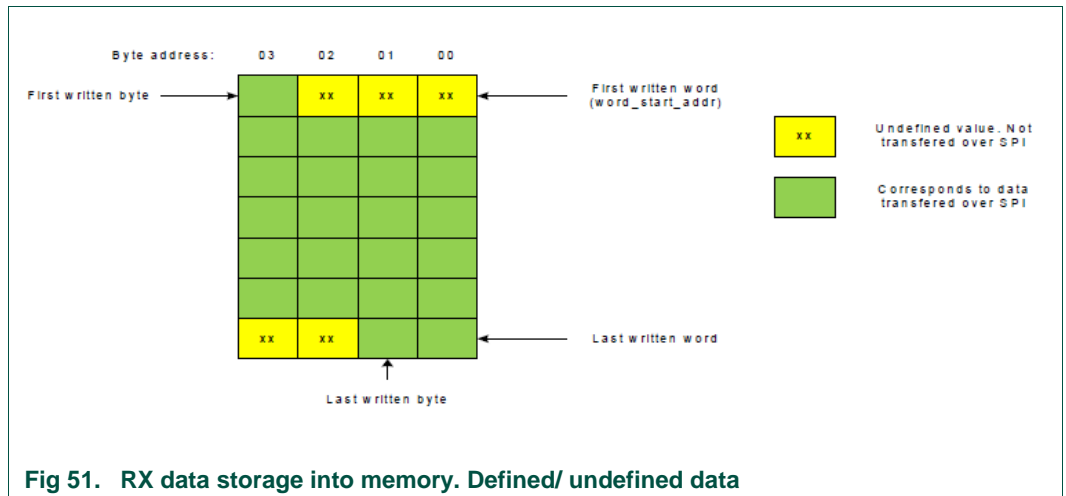 Byte address: 03 02 01 00
First written byte xx xx xx First written word
(word_start_addr)
xx Undefined value. Not
transfered over SPI
Corresponds to data
transfered over SPI
xx xx Last written word
Last written byte
Fig 51. RX data storage into memory. Defined/ undefined data